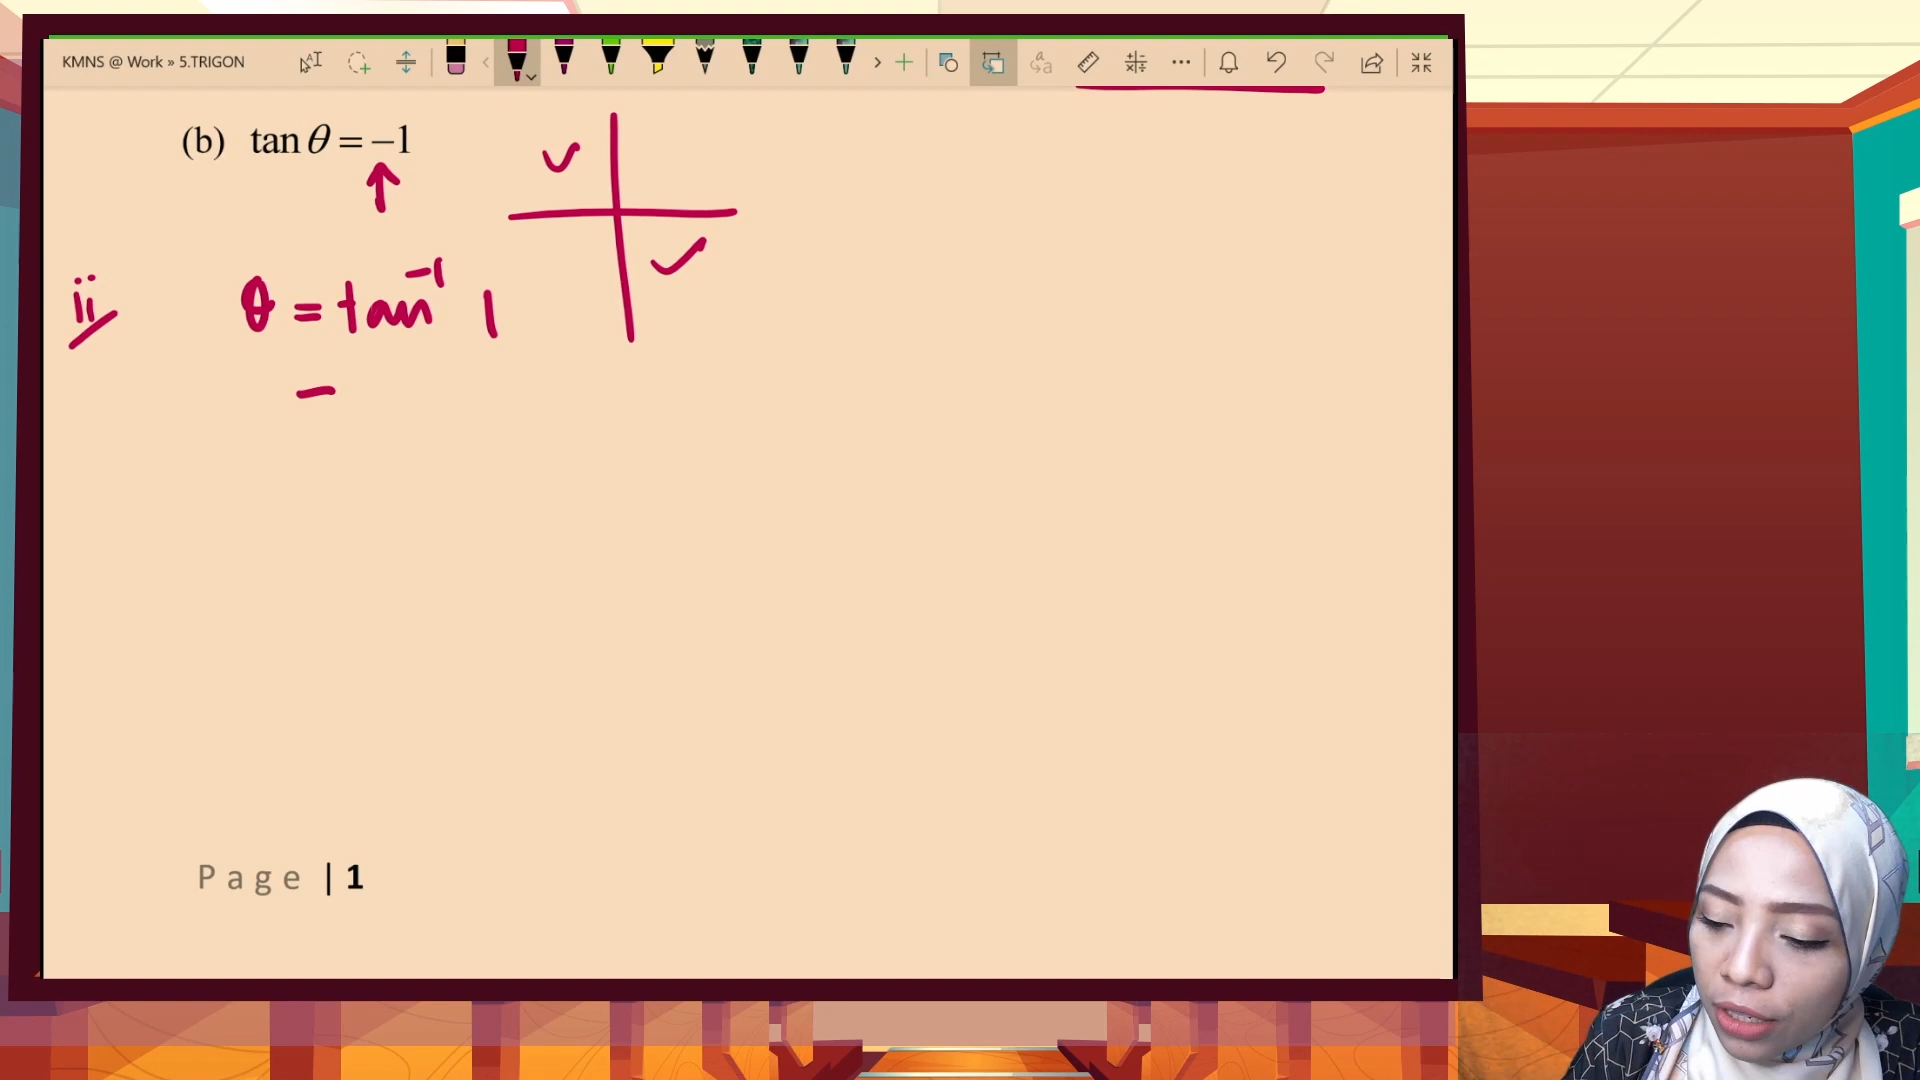 KMNS @ Work » 5.TRIGON
(b) tan θ = −1
ii θ = tan⁻¹ 1
Page | 1